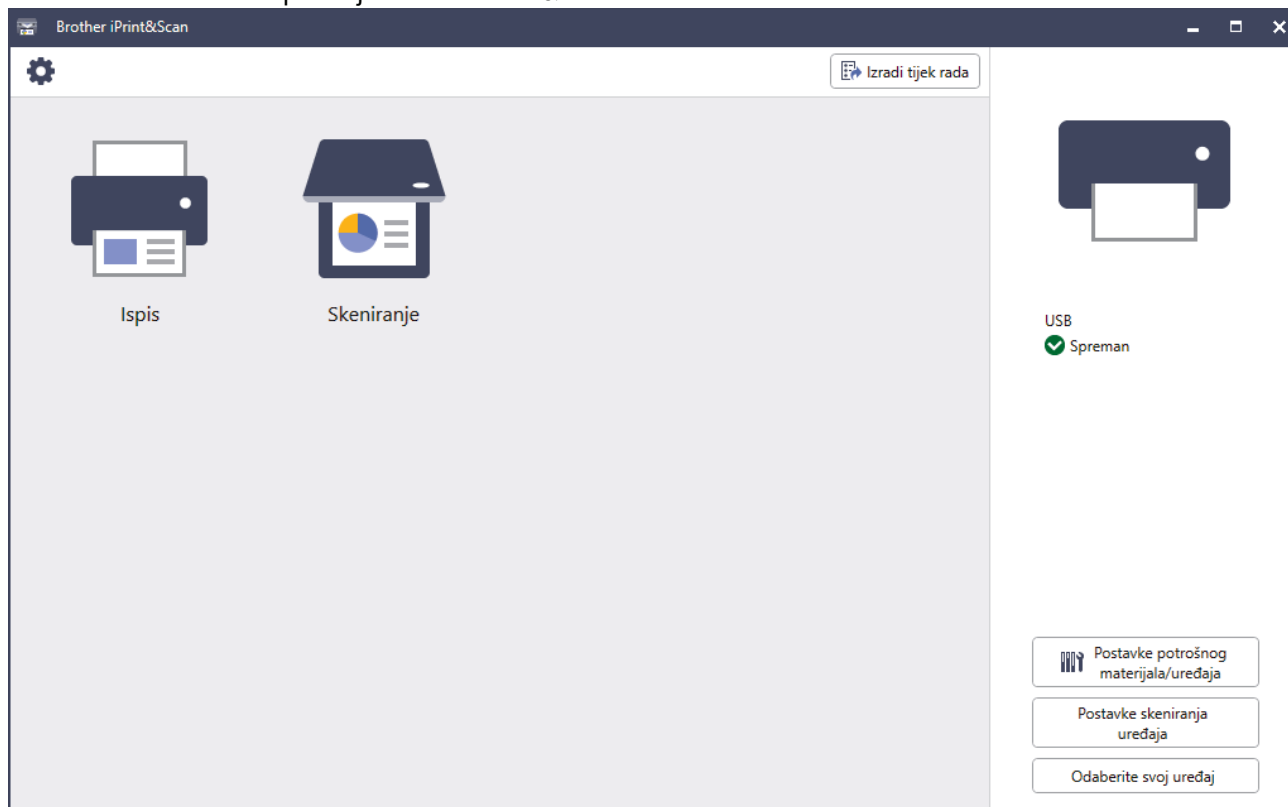 Brother iPrint&Scan
Izradi tijek rada
Ispis
Skeniranje
USB
Spreman
Postavke potrošnog
materijala/uređaja
Postavke skeniranja
uređaja
Odaberite svoj uređaj